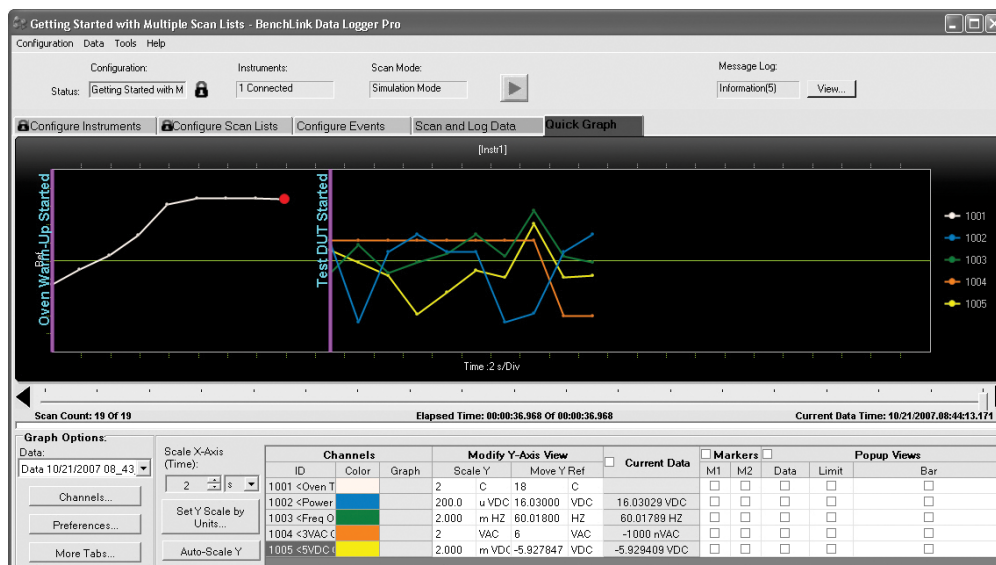 Getting Started with Multiple Scan Lists - BenchLink Data Logger Pro
Configuration Data Tools Help
Configuration: Instruments: Scan Mode: Message Log:
Status: Getting Started with M 1 Connected Simulation Mode Information(5) View...
Configure Instruments Configure Scan Lists Configure Events Scan and Log Data Quick Graph
[Instr1]
Oven Warm-Up Started
Ref
Test DUT Started
1001
1002
1003
1004
1005
Time :2 s/Div
Scan Count: 19 Of 19 Elapsed Time: 00:00:36.968 Of 00:00:36.968 Current Data Time: 10/21/2007.08:44:13.171
Graph Options:
Data:
Data 10/21/2007 08_43_
Channels...
Preferences...
More Tabs...
Scale X-Axis
(Time):
2 s
Set Y Scale by
Units...
Auto-Scale Y
Channels Modify Y-Axis View Current Data Markers Popup Views
ID Color Graph Scale Y Move Y Ref M1 M2 Data Limit Bar
1001 <Oven T 2 C 18 C
1002 <Power 200.0 u VDC 16.03000 VDC 16.03029 VDC
1003 <Freq O 2.000 m HZ 60.01800 HZ 60.01789 HZ
1004 <3VAC C 2 VAC 6 VAC -1000 nVAC
1005 <5VDC 2.000 m VDC -5.927847 VDC -5.929409 VDC